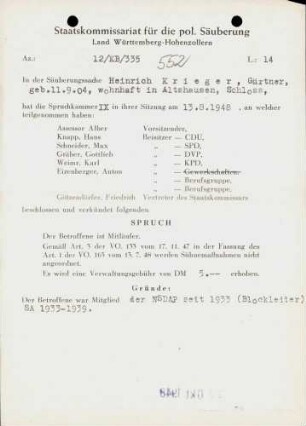 Staatskommissariat für die pol. Säuberung
Land Württemberg-Hohenzollern
Az.: 12/KB/335 552/ L: 14
In der Säuberungssache Heinrich K r i e g e r , Gärtner,
geb.11.9.04, wohnhaft in Altshausen, Schloss,
hat die Spruchkammer IX in ihrer Sitzung am 13.8.1948 , an welcher
teilgenommen haben:
Assessor Alber Vorsitzender,
Knapp, Hans Beisitzer — CDU,
Schneider, Max „ — SPD,
Gräfer, Gottlieb „ — DVP,
Weiner, Karl „ — KPD,
Etzenberger, Anton „ — Gewerkschaften,
„ — Berufsgruppe,
„ — Berufsgruppe,
Friedrich Vertreter des Staatskommissars
beschlossen und verkündet folgenden
SPRUCH
Der Betroffene ist Mitläufer.
Gemäß Art. 3 der VO. 133 vom 17. 11. 47 in der Fassung des
Art. 1 der VO. 165 vom 13. 7. 48 werden Sühnemaßnahmen nicht
angeordnet.
Es wird eine Verwaltungsgebühr von DM 5.-- erhoben.
Gründe:
Der Betroffene war Mitglied der NSDAP seit 1933 (Blockleiter)
SA 1933-1939.